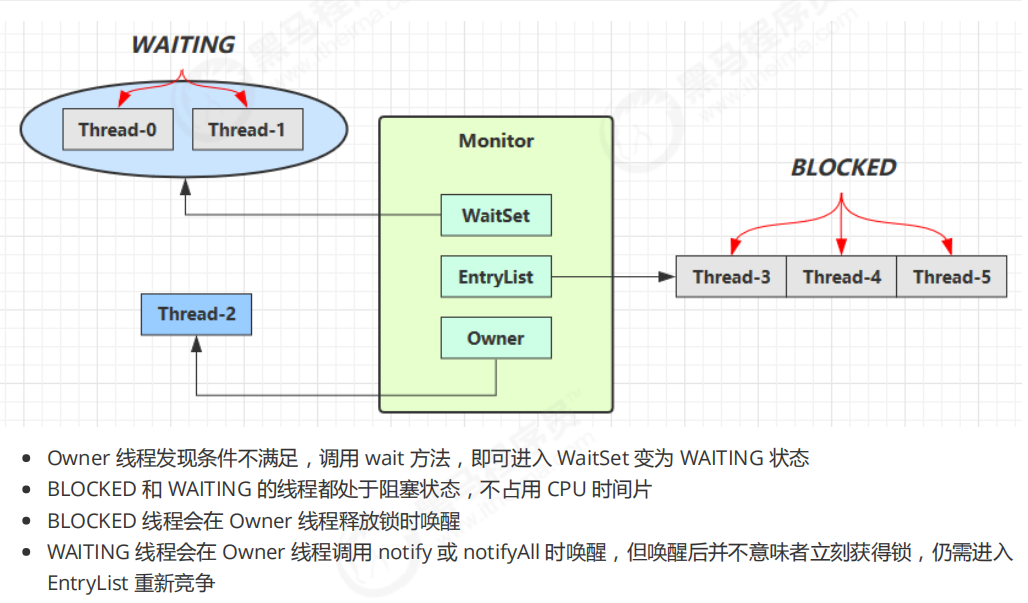 WAITING
Thread-0 Thread-1
Monitor
BLOCKED
WaitSet
EntryList
Thread-3 Thread-4 Thread-5
Thread-2
Owner
• Owner 线程发现条件不满足，调用 wait 方法，即可进入 WaitSet 变为 WAITING 状态
• BLOCKED 和 WAITING 的线程都处于阻塞状态，不占用 CPU 时间片
• BLOCKED 线程会在 Owner 线程释放锁时唤醒
• WAITING 线程会在 Owner 线程调用 notify 或 notifyAll 时唤醒，但唤醒后并不意味者立刻获得锁，仍需进入
EntryList 重新竞争
黑马程序员
www.itheima.com